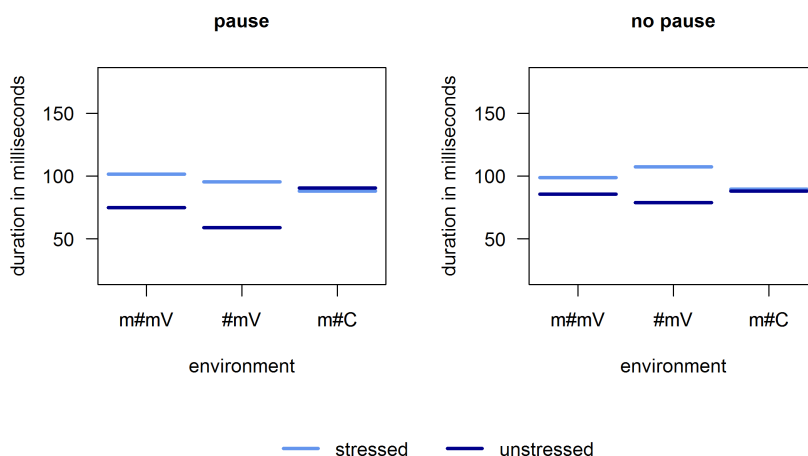 pause
no pause
duration in milliseconds
150
100
50
m#mV #mV m#C
environment
duration in milliseconds
150
100
50
m#mV #mV m#C
environment
stressed unstressed